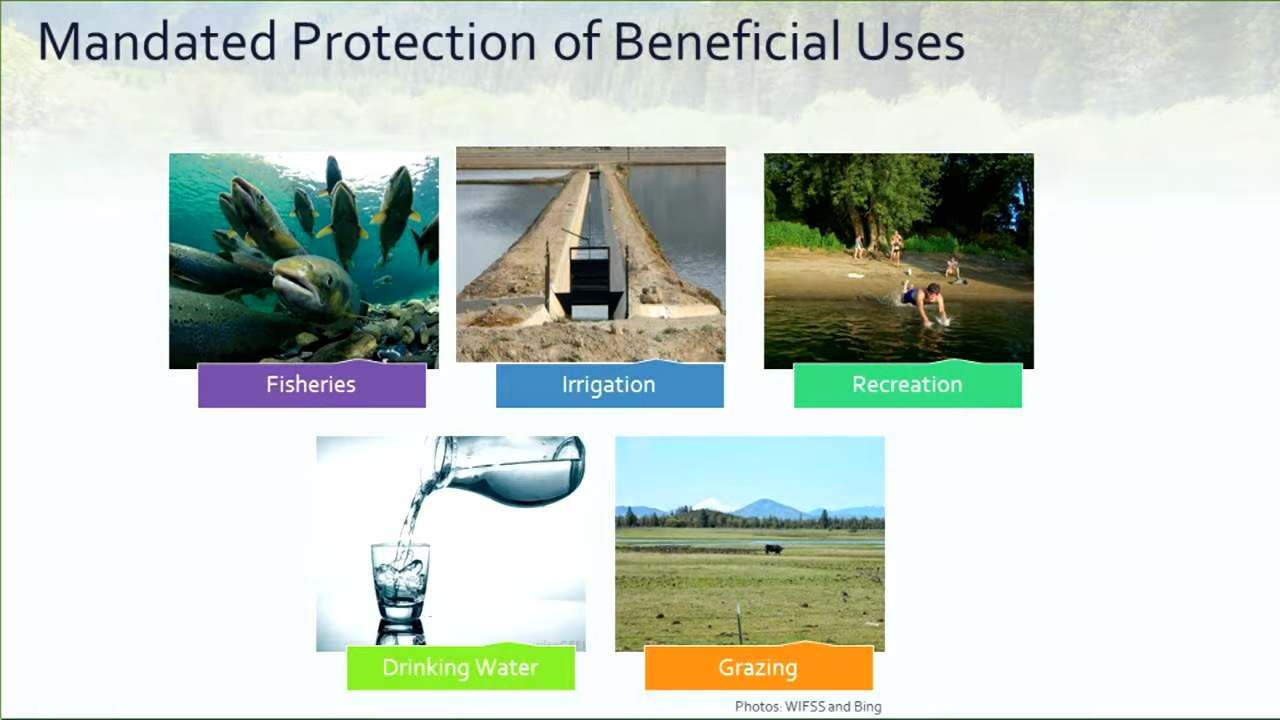 Mandated Protection of Beneficial Uses
Fisheries
Irrigation
Recreation
Drinking Water
Grazing
Photos: WIFSS and Bing